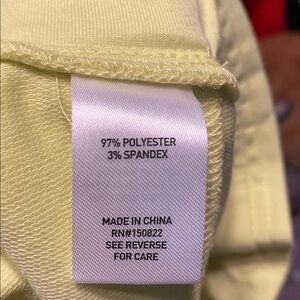 97% POLYESTER
3% SPANDEX
MADE IN CHINA
RN#150822
SEE REVERSE
FOR CARE